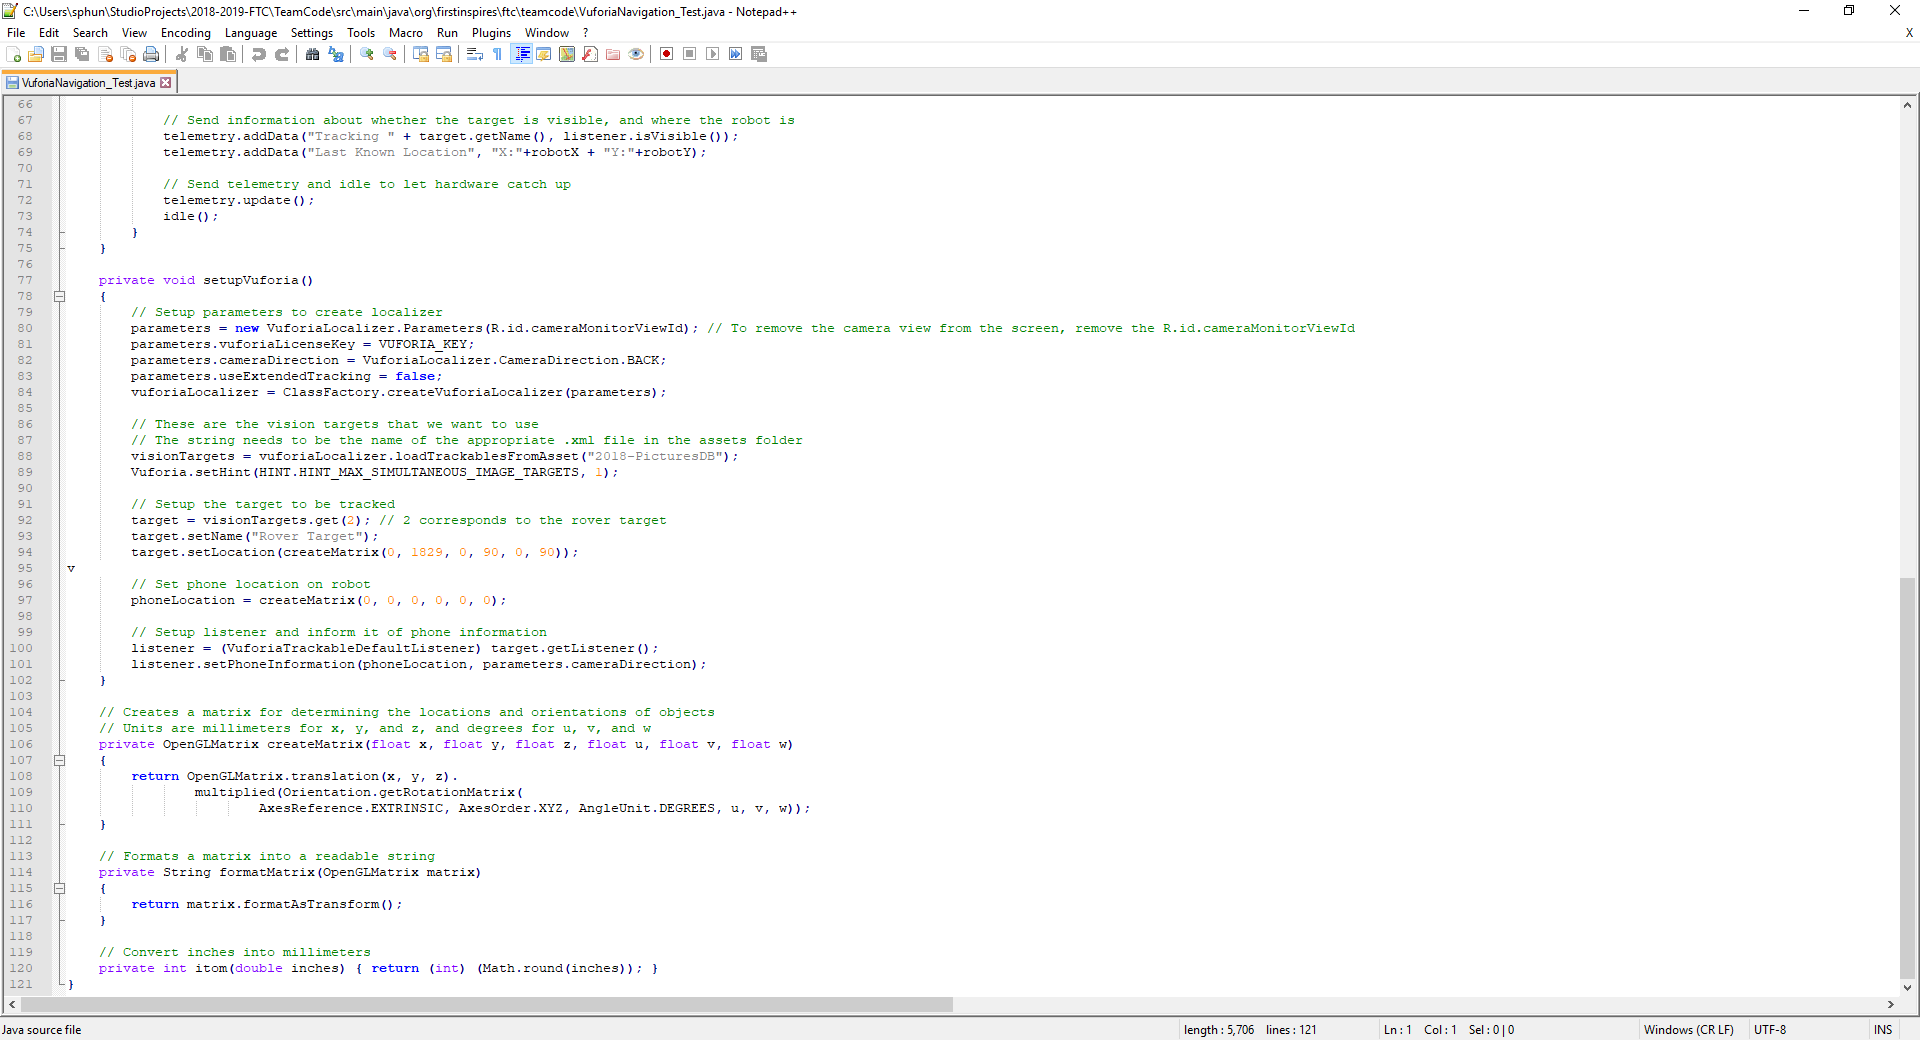 C:\Users\sphun\StudioProjects\2018-2019-FTC\TeamCode\src\main\java\org\firstinspires\ftc\teamcode\VuforiaNavigation_Test.java - Notepad++
File Edit Search View Encoding Language Settings Tools Macro Run Plugins Window ? X
VuforiaNavigation_Test.java
66
67 // Send information about whether the target is visible, and where the robot is
68 telemetry.addData("Tracking " + target.getName(), listener.isVisible());
69 telemetry.addData("Last Known Location", "X:"+robotX + "Y:"+robotY);
70
71 // Send telemetry and idle to let hardware catch up
72 telemetry.update();
73 idle();
74 }
75 }
76
77 private void setupVuforia()
78 {
79 // Setup parameters to create localizer
80 parameters = new VuforiaLocalizer.Parameters(R.id.cameraMonitorViewId); // To remove the camera view from the screen, remove the R.id.cameraMonitorViewId
81 parameters.vuforiaLicenseKey = VUFORIA_KEY;
82 parameters.cameraDirection = VuforiaLocalizer.CameraDirection.BACK;
83 parameters.useExtendedTracking = false;
84 vuforiaLocalizer = ClassFactory.createVuforiaLocalizer(parameters);
85
86 // These are the vision targets that we want to use
87 // The string needs to be the name of the appropriate .xml file in the assets folder
88 visionTargets = vuforiaLocalizer.loadTrackablesFromAsset("2018-PicturesDB");
89 Vuforia.setHint(HINT.HINT_MAX_SIMULTANEOUS_IMAGE_TARGETS, 1);
90
91 // Setup the target to be tracked
92 target = visionTargets.get(2); // 2 corresponds to the rover target
93 target.setName("Rover Target");
94 target.setLocation(createMatrix(0, 1829, 0, 90, 0, 90));
95 v
96 // Set phone location on robot
97 phoneLocation = createMatrix(0, 0, 0, 0, 0, 0);
98
99 // Setup listener and inform it of phone information
100 listener = (VuforiaTrackableDefaultListener) target.getListener();
101 listener.setPhoneInformation(phoneLocation, parameters.cameraDirection);
102 }
103
104 // Creates a matrix for determining the locations and orientations of objects
105 // Units are millimeters for x, y, and z, and degrees for u, v, and w
106 private OpenGLMatrix createMatrix(float x, float y, float z, float u, float v, float w)
107 {
108 return OpenGLMatrix.translation(x, y, z).
109 multiplied(Orientation.getRotationMatrix(
110 AxesReference.EXTRINSIC, AxesOrder.XYZ, AngleUnit.DEGREES, u, v, w));
111 }
112
113 // Formats a matrix into a readable string
114 private String formatMatrix(OpenGLMatrix matrix)
115 {
116 return matrix.formatAsTransform();
117 }
118
119 // Convert inches into millimeters
120 private int itom(double inches) { return (int) (Math.round(inches)); }
121 }
Java source file length : 5,706 lines : 121 Ln : 1 Col : 1 Sel : 0 | 0 Windows (CR LF) UTF-8 INS